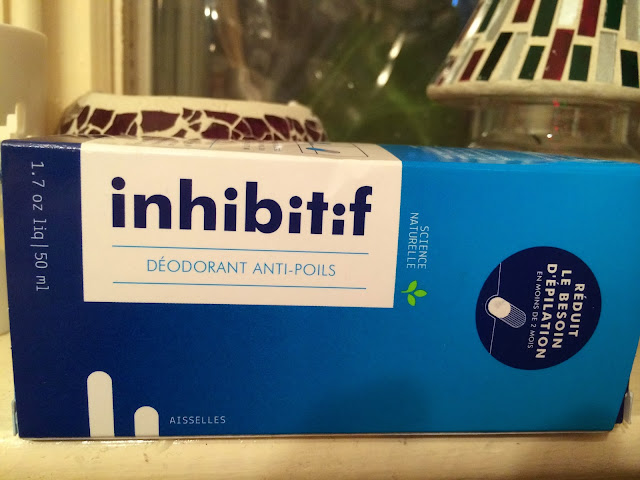 1.7 oz liq | 50 ml
inhibitif
DÉODORANT ANTI-POILS
SCIENCE
NATURELLE
RÉDUIT
LE BESOIN
D'ÉPILATION
EN MOINS DE 2 MOIS
AISSELLES